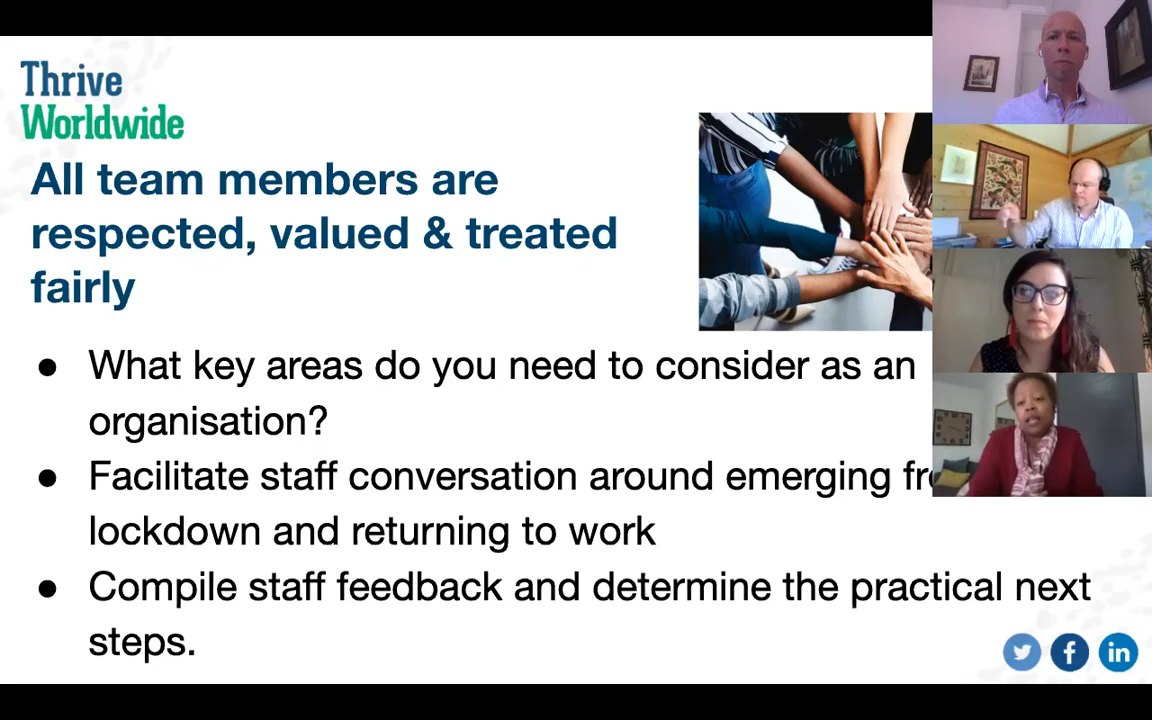 Thrive
Worldwide
All team members are
respected, valued & treated
fairly
● What key areas do you need to consider as an
organisation?
● Facilitate staff conversation around emerging
lockdown and returning to work
● Compile staff feedback and determine the practical next
steps.